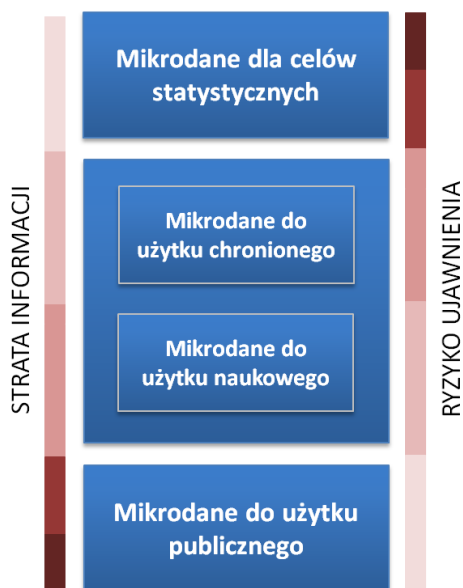 Mikrodane dla celów
statystycznych
STRATA INFORMACJI
Mikrodane do
użytku chronionego
Mikrodane do
użytku naukowego
RYZYKO UJAWNIENIA
Mikrodane do użytku
publicznego